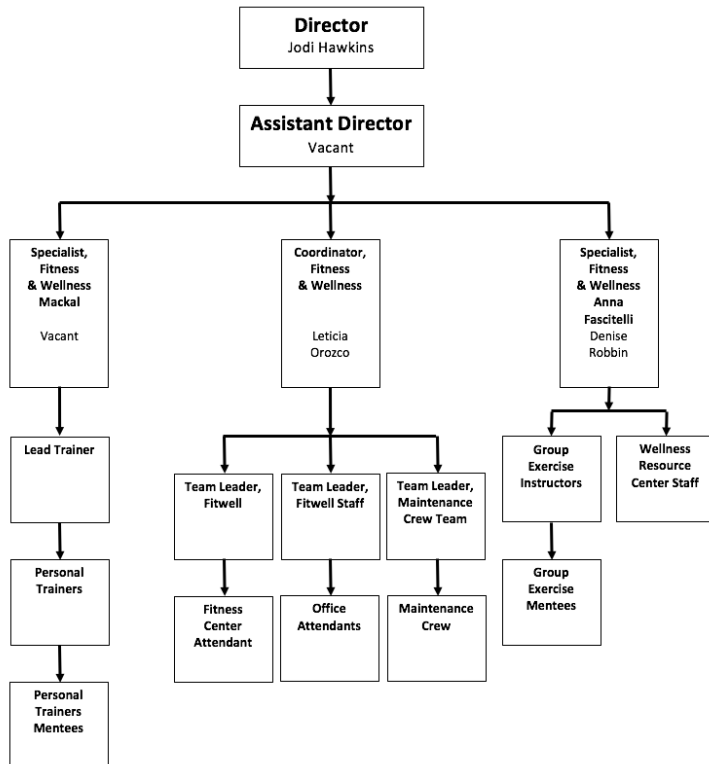 Director
Jodi Hawkins
Assistant Director
Vacant
Specialist,
Fitness
& Wellness
Mackal
Vacant
Coordinator,
Fitness
& Wellness
Leticia
Orozco
Specialist,
Fitness
& Wellness
Anna
Fascitelli
Denise
Robbin
Lead Trainer
Team Leader,
Fitwell
Team Leader,
Fitwell Staff
Team Leader,
Maintenance
Crew Team
Group
Exercise
Instructors
Wellness
Resource
Center Staff
Personal
Trainers
Fitness
Center
Attendant
Office
Attendants
Maintenance
Crew
Group
Exercise
Mentees
Personal
Trainers
Mentees